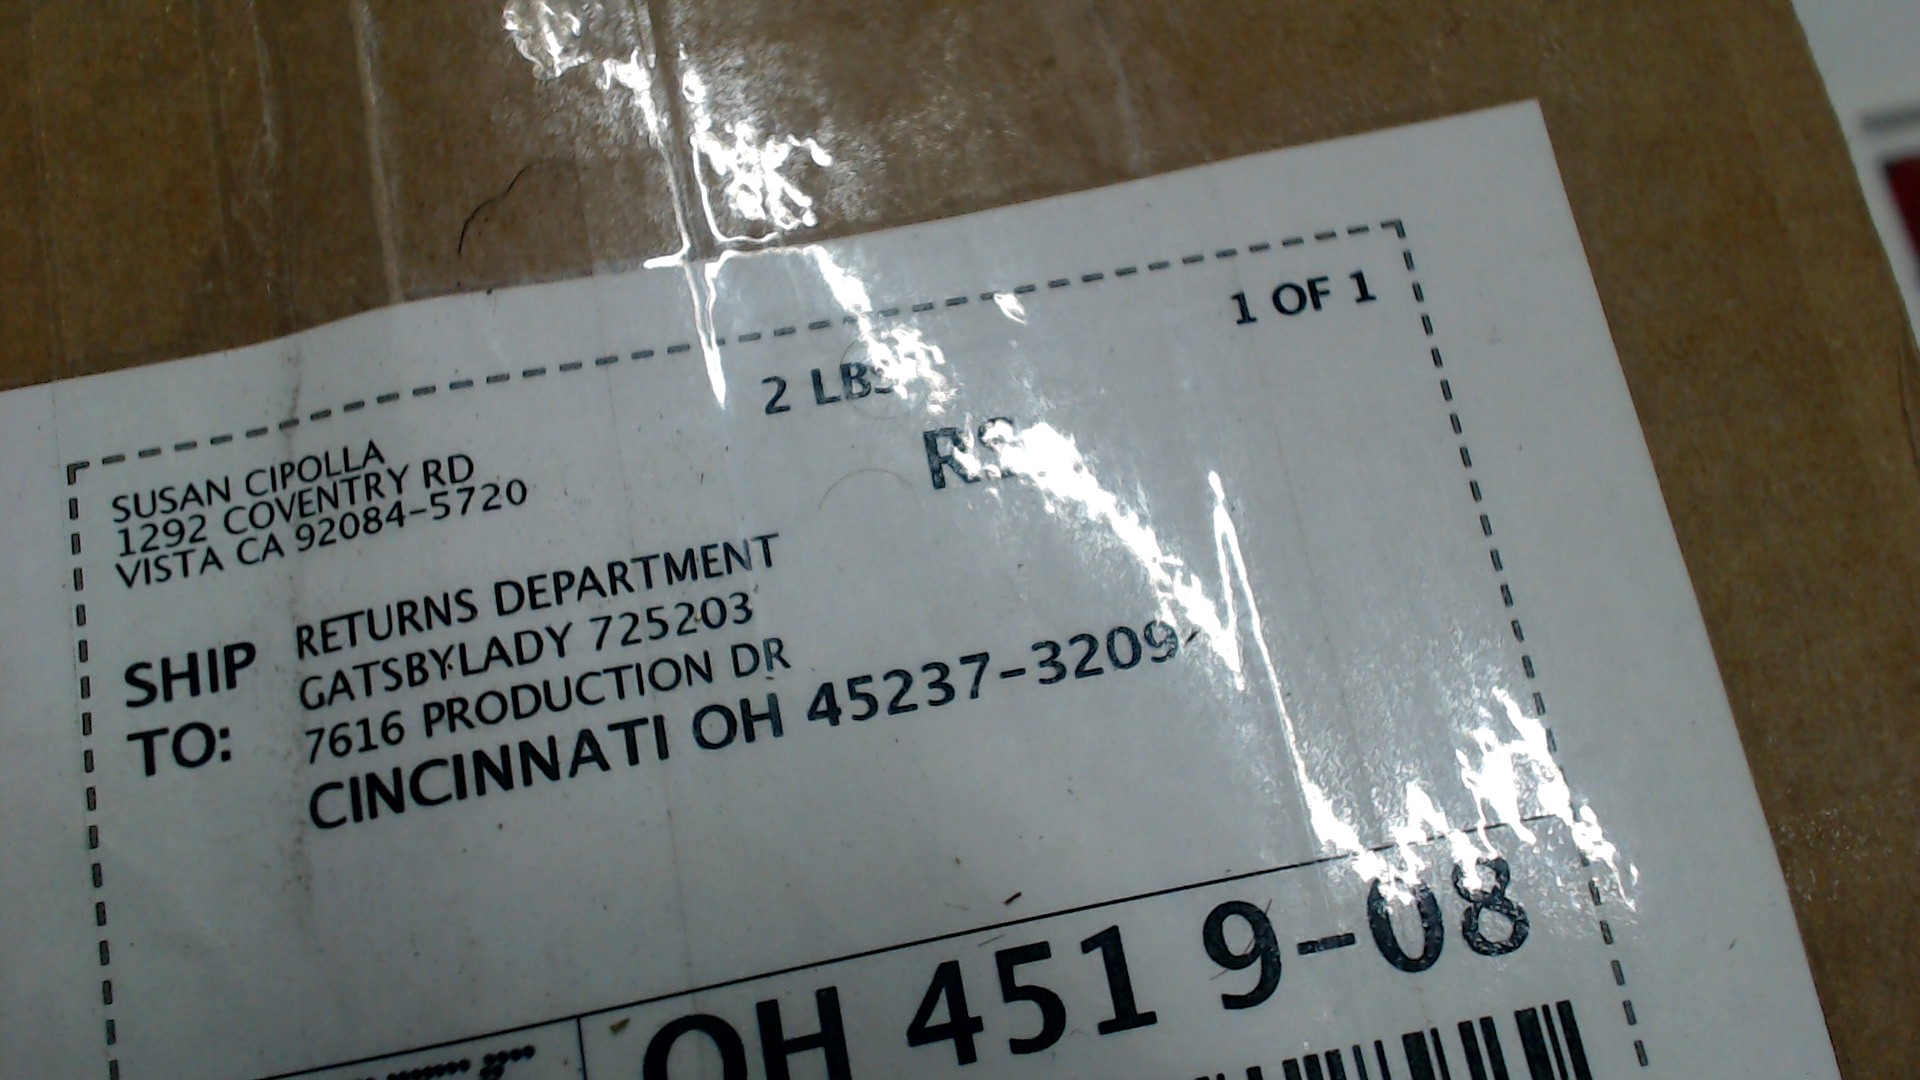 1 OF 1
2 LBS
RS
SUSAN CIPOLLA
1292 COVENTRY RD
VISTA CA 92084-5720
SHIP TO:
RETURNS DEPARTMENT
GATSBYLADY 725203
7616 PRODUCTION DR
CINCINNATI OH 45237-3209
OH 451 9-08